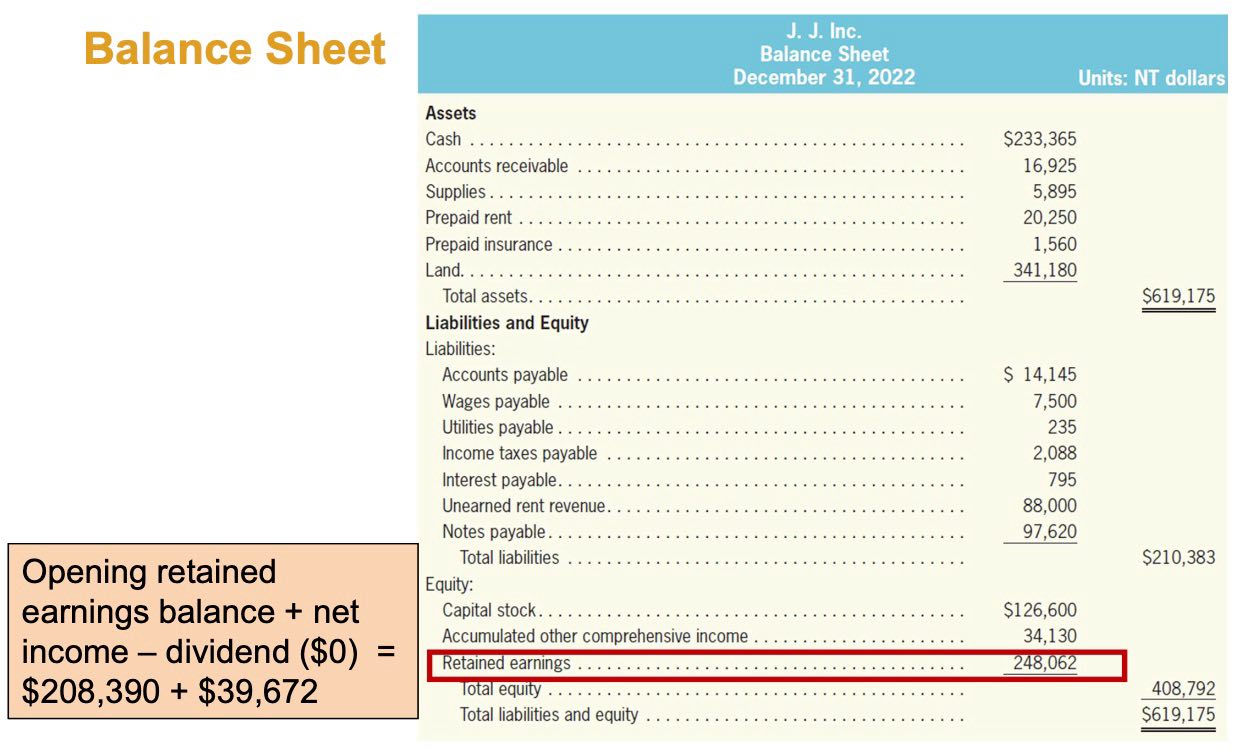 Balance Sheet
J. J. Inc.
Balance Sheet
December 31, 2022
Units: NT dollars
Assets
Cash . . . . . . . . . . . . . . . . . . . . $233,365
Accounts receivable . . . . . . . . . . . . . . . . . . . . 16,925
Supplies . . . . . . . . . . . . . . . . . . . . 5,895
Prepaid rent . . . . . . . . . . . . . . . . . . . . 20,250
Prepaid insurance . . . . . . . . . . . . . . . . . . . . 1,560
Land. . . . . . . . . . . . . . . . . . . . 341,180
Total assets. . . . . . . . . . . . . . . . . . . . $619,175
Liabilities and Equity
Liabilities:
Accounts payable . . . . . . . . . . . . . . . . . . . . $ 14,145
Wages payable . . . . . . . . . . . . . . . . . . . . 7,500
Utilities payable . . . . . . . . . . . . . . . . . . . . 235
Income taxes payable . . . . . . . . . . . . . . . . . . . . 2,088
Interest payable. . . . . . . . . . . . . . . . . . . . 795
Unearned rent revenue. . . . . . . . . . . . . . . . . . . . 88,000
Notes payable. . . . . . . . . . . . . . . . . . . . 97,620
Total liabilities . . . . . . . . . . . . . . . . . . . . $210,383
Equity:
Capital stock. . . . . . . . . . . . . . . . . . . . $126,600
Accumulated other comprehensive income . . . . . . . . . . . . . . . . . . . . 34,130
Retained earnings . . . . . . . . . . . . . . . . . . . . 248,062
Total equity . . . . . . . . . . . . . . . . . . . . 408,792
Total liabilities and equity . . . . . . . . . . . . . . . . . . . . $619,175
Opening retained
earnings balance + net
income – dividend ($0) =
$208,390 + $39,672